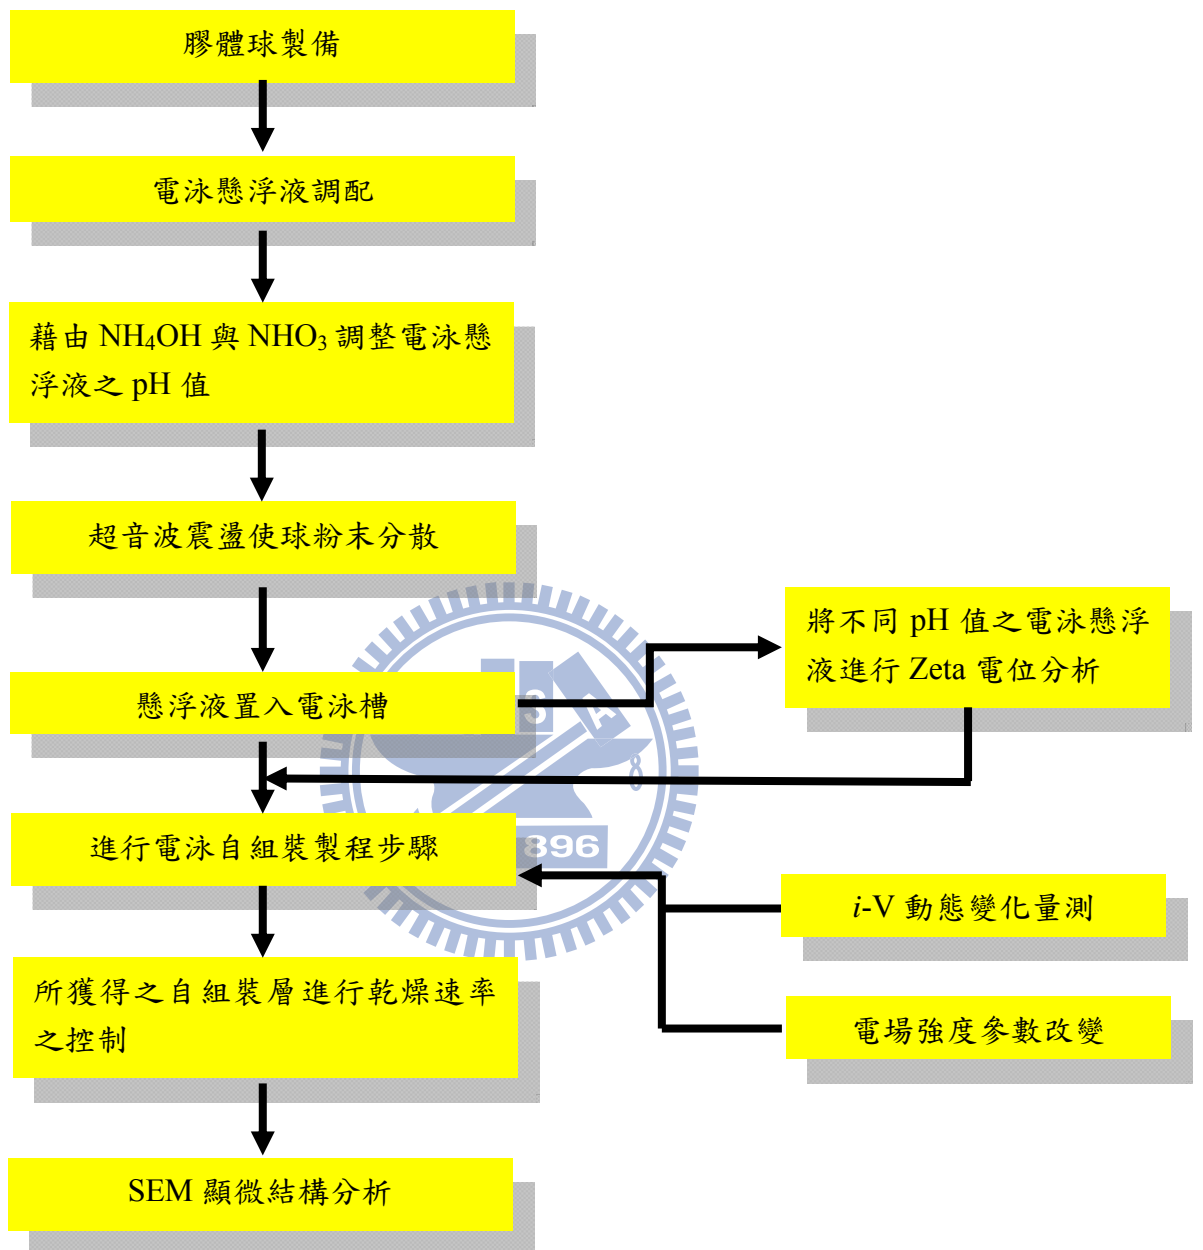 膠體球製備
電泳懸浮液調配
藉由 NH₄OH 與 NHO₃ 調整電泳懸
浮液之 pH 值
超音波震盪使球粉末分散
懸浮液置入電泳槽
將不同 pH 值之電泳懸浮
液進行 Zeta 電位分析
進行電泳自組裝製程步驟
896
i-V 動態變化量測
所獲得之自組裝層進行乾燥速率
之控制
電場強度參數改變
SEM 顯微結構分析